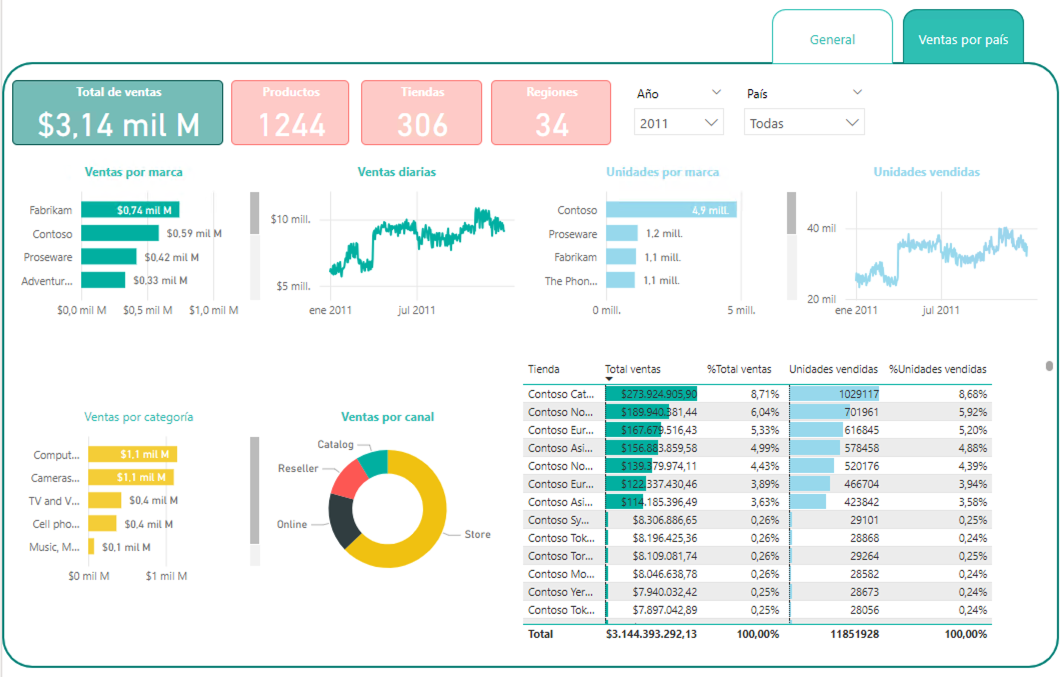 General
Ventas por país
Total de ventas
$3,14 mil M
Productos
1244
Tiendas
306
Regiones
34
Año
2011
País
Todas
Ventas por marca
Fabrikam $0,74 mil M
Contoso $0,59 mil M
Proseware $0,42 mil M
Adventur... $0,33 mil M
$0,0 mil M $0,5 mil M $1,0 mil M
Ventas diarias
$10 mill.
$5 mill.
ene 2011 jul 2011
Unidades por marca
Contoso 4,9 mill.
Proseware 1,2 mill.
Fabrikam 1,1 mill.
The Phon... 1,1 mill.
0 mill. 5 mill.
Unidades vendidas
40 mil
20 mil
ene 2011 jul 2011
Ventas por categoría
Comput... $1,1 mil M
Cameras... $1,1 mil M
TV and V... $0,4 mil M
Cell pho... $0,4 mil M
Music, M... $0,1 mil M
$0 mil M $1 mil M
Ventas por canal
Catalog
Reseller
Online
Store
Tienda Total ventas %Total ventas Unidades vendidas %Unidades vendidas
Contoso Cat... $273.924.905,90 8,71% 1029117 8,68%
Contoso No... $189.940.381,44 6,04% 701961 5,92%
Contoso Eur... $167.679.516,43 5,33% 616845 5,20%
Contoso Asi... $156.883.859,58 4,99% 578458 4,88%
Contoso No... $139.379.974,11 4,43% 520176 4,39%
Contoso Eur... $122.337.430,46 3,89% 466704 3,94%
Contoso Asi... $114.185.396,49 3,63% 423842 3,58%
Contoso Sy... $8.306.886,65 0,26% 29101 0,25%
Contoso Tok... $8.196.425,36 0,26% 28868 0,24%
Contoso Tor... $8.109.081,74 0,26% 29264 0,25%
Contoso Mo... $8.046.638,78 0,26% 28582 0,24%
Contoso Yer... $7.940.032,42 0,25% 28673 0,24%
Contoso Tok... $7.897.042,89 0,25% 28056 0,24%
Total $3.144.393.292,13 100,00% 11851928 100,00%